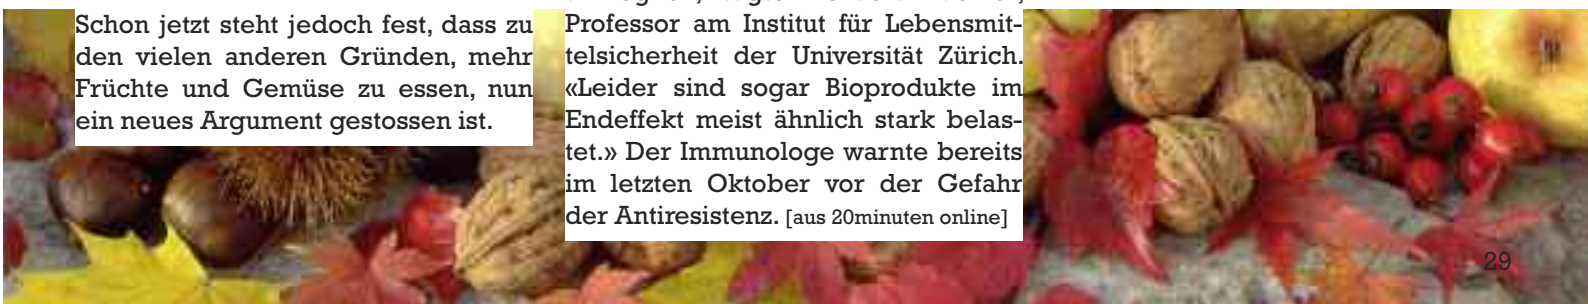 Schon jetzt steht jedoch fest, dass zu
den vielen anderen Gründen, mehr
Früchte und Gemüse zu essen, nun
ein neues Argument gestossen ist.
Professor am Institut für Lebensmit-
telsicherheit der Universität Zürich.
«Leider sind sogar Bioprodukte im
Endeffekt meist ähnlich stark belas-
tet.» Der Immunologe warnte bereits
im letzten Oktober vor der Gefahr
der Antiresistenz. [aus 20minuten online]
29